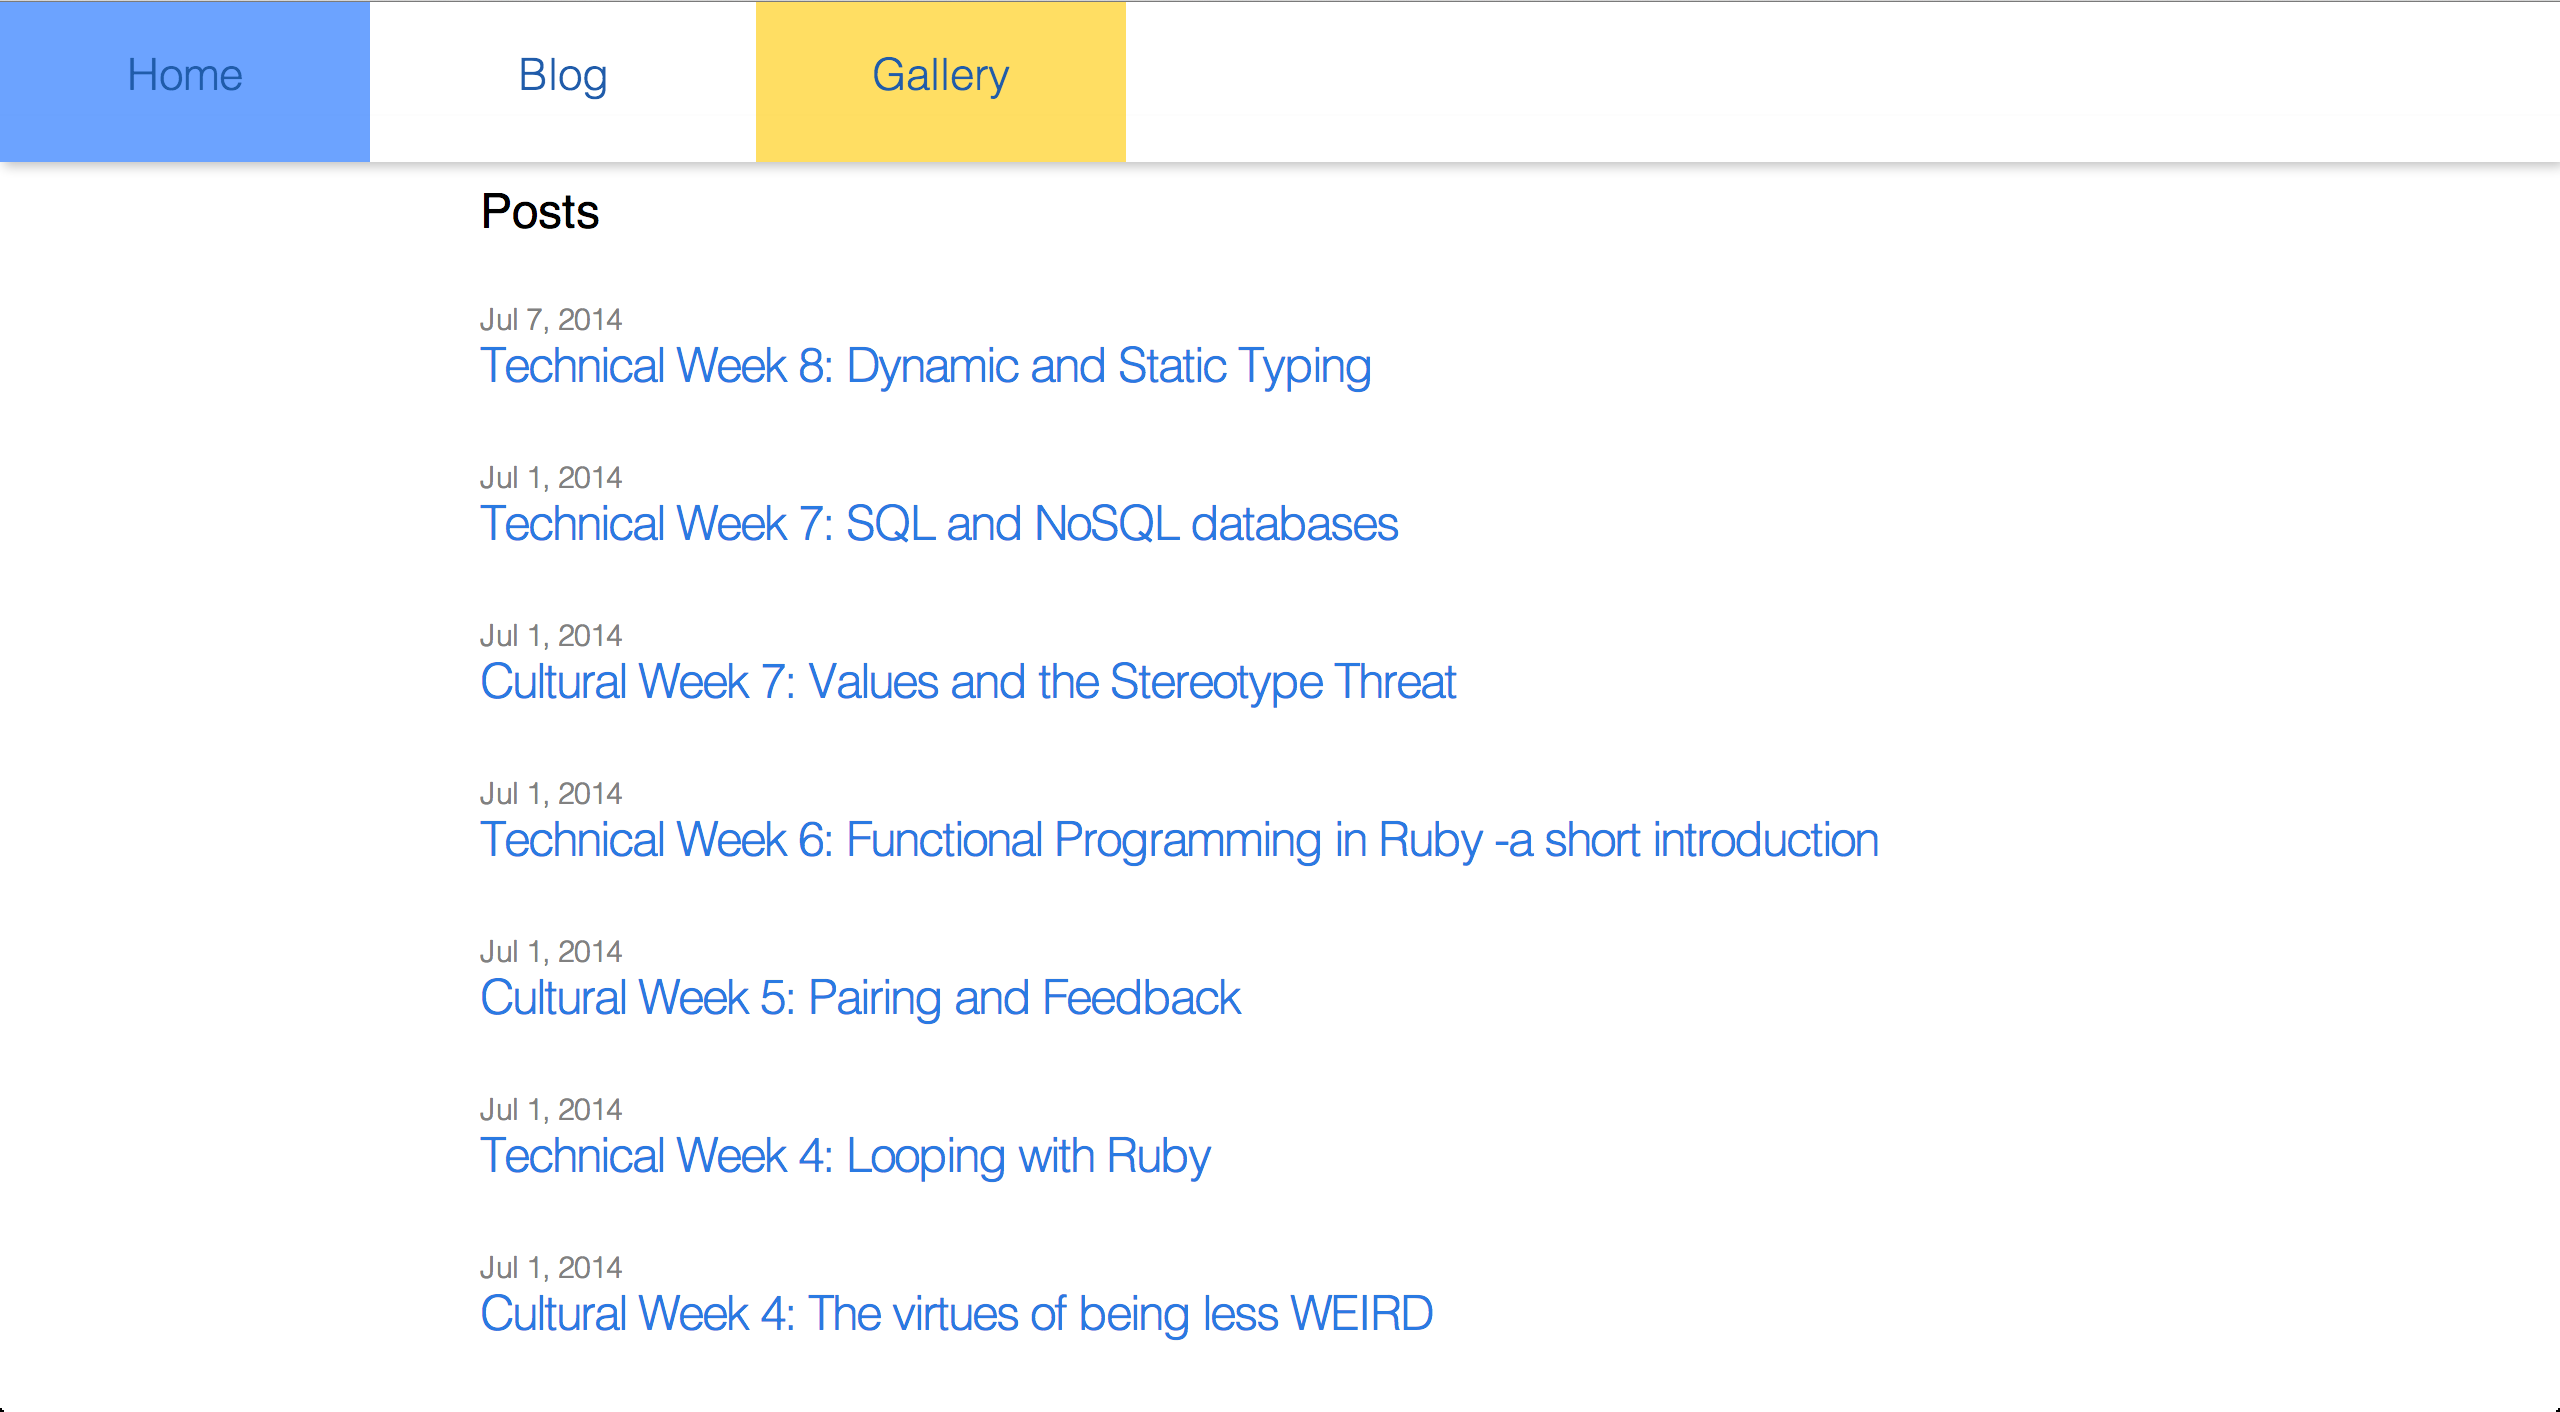 Home Blog Gallery
Posts
Jul 7, 2014
Technical Week 8: Dynamic and Static Typing
Jul 1, 2014
Technical Week 7: SQL and NoSQL databases
Jul 1, 2014
Cultural Week 7: Values and the Stereotype Threat
Jul 1, 2014
Technical Week 6: Functional Programming in Ruby -a short introduction
Jul 1, 2014
Cultural Week 5: Pairing and Feedback
Jul 1, 2014
Technical Week 4: Looping with Ruby
Jul 1, 2014
Cultural Week 4: The virtues of being less WEIRD